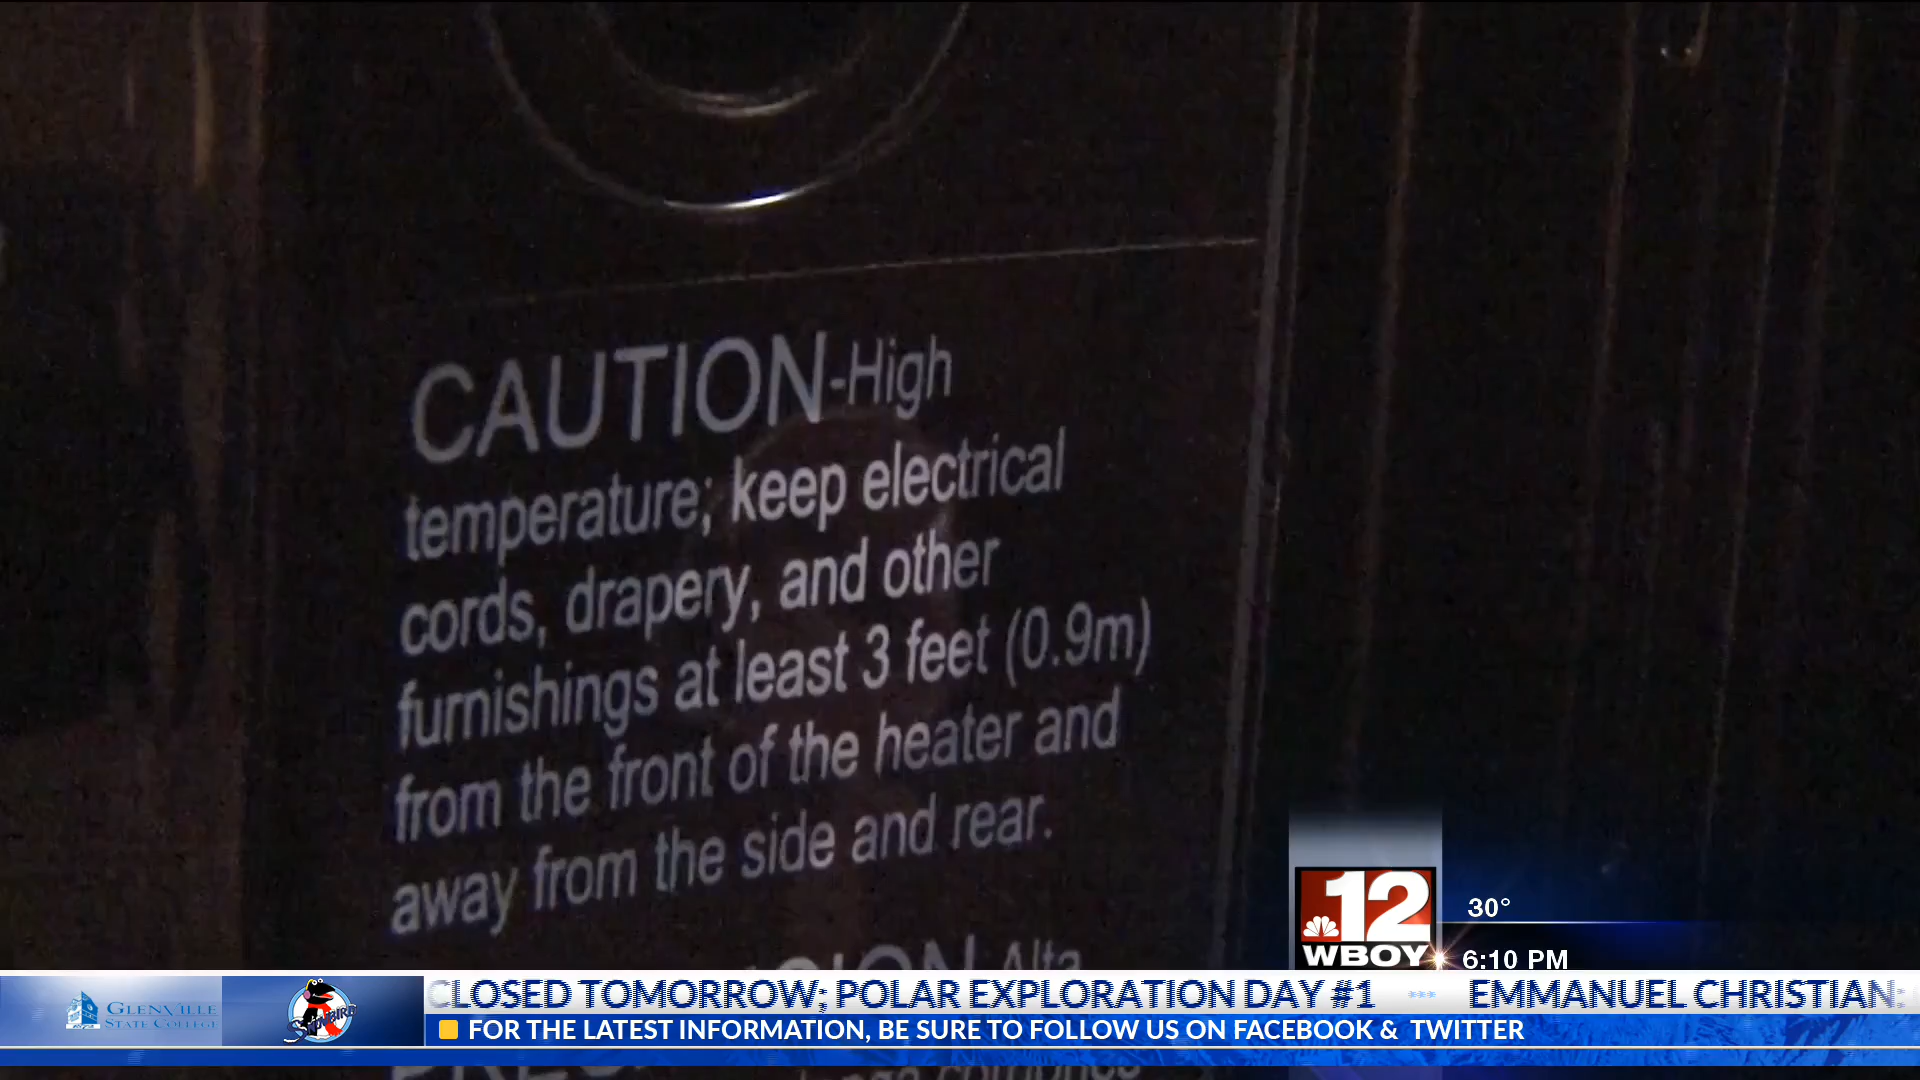 CAUTION-High
temperature; keep electrical
cords, drapery, and other
furnishings at least 3 feet (0.9m)
from the front of the heater and
away from the side and rear.
Alta
12
WBOY
30°
6:10 PM
GLENVILLE
STATE COLLEGE
SNOWBIRD
CLOSED TOMORROW; POLAR EXPLORATION DAY #1
EMMANUEL CHRISTIAN:
FOR THE LATEST INFORMATION, BE SURE TO FOLLOW US ON FACEBOOK & TWITTER